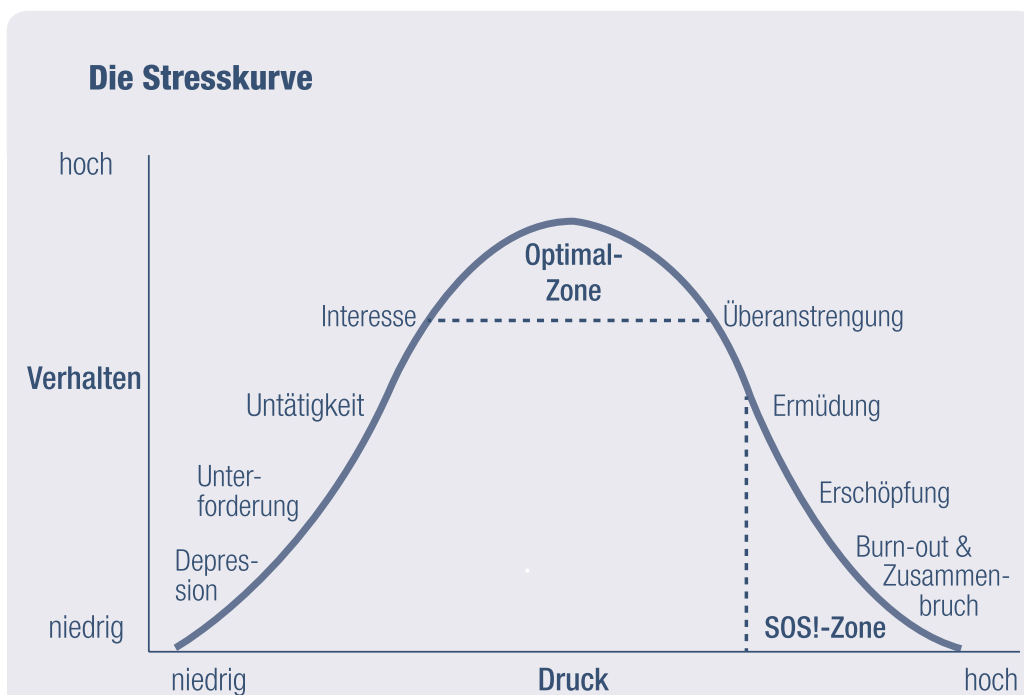 Die Stresskurve
hoch
Optimal-
Zone
Interesse
Überanstrengung
Verhalten
Untätigkeit
Ermüdung
Unter-
forderung
Erschöpfung
Depres-
sion
Burn-out &
Zusammen-
bruch
niedrig
SOS!-Zone
niedrig
Druck
hoch